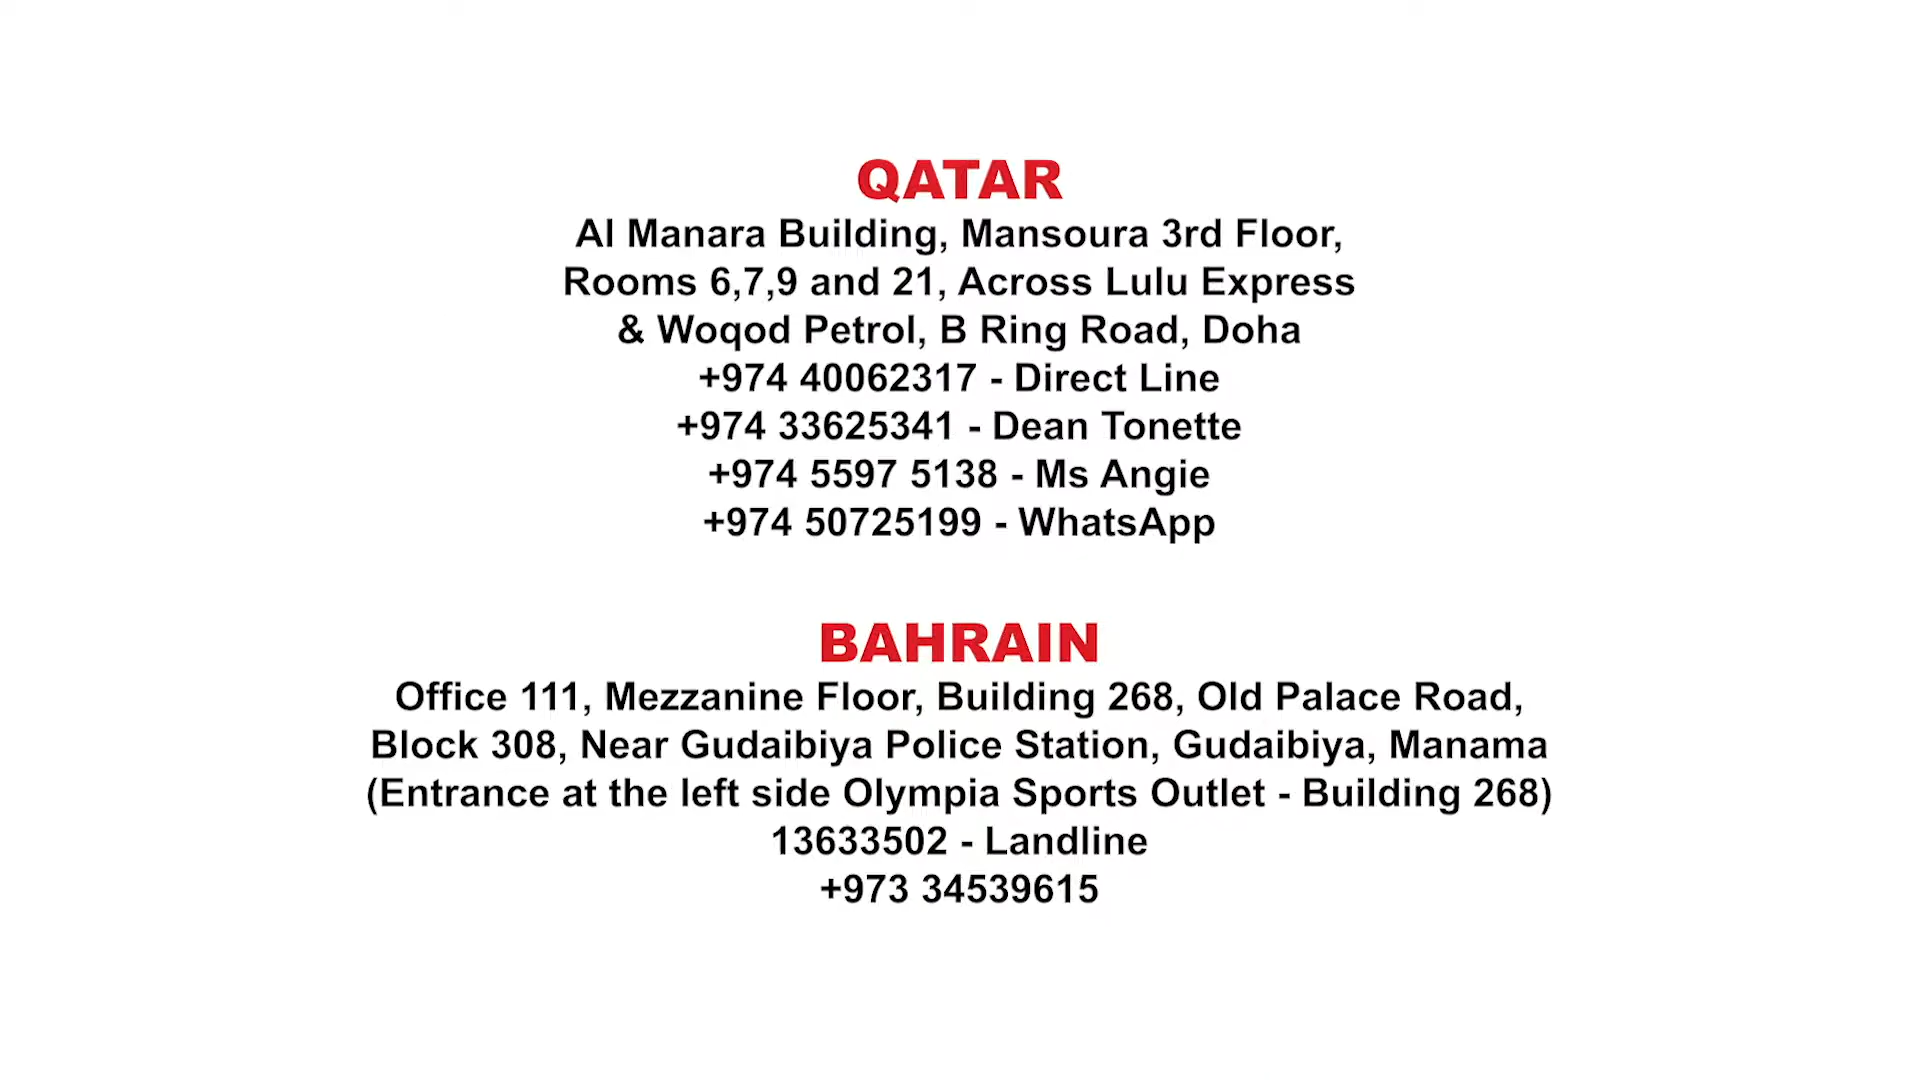 QATAR
Al Manara Building, Mansoura 3rd Floor,
Rooms 6,7,9 and 21, Across Lulu Express
& Woqod Petrol, B Ring Road, Doha
+974 40062317 - Direct Line
+974 33625341 - Dean Tonette
+974 5597 5138 - Ms Angie
+974 50725199 - WhatsApp
BAHRAIN
Office 111, Mezzanine Floor, Building 268, Old Palace Road,
Block 308, Near Gudaibiya Police Station, Gudaibiya, Manama
(Entrance at the left side Olympia Sports Outlet - Building 268)
13633502 - Landline
+973 34539615